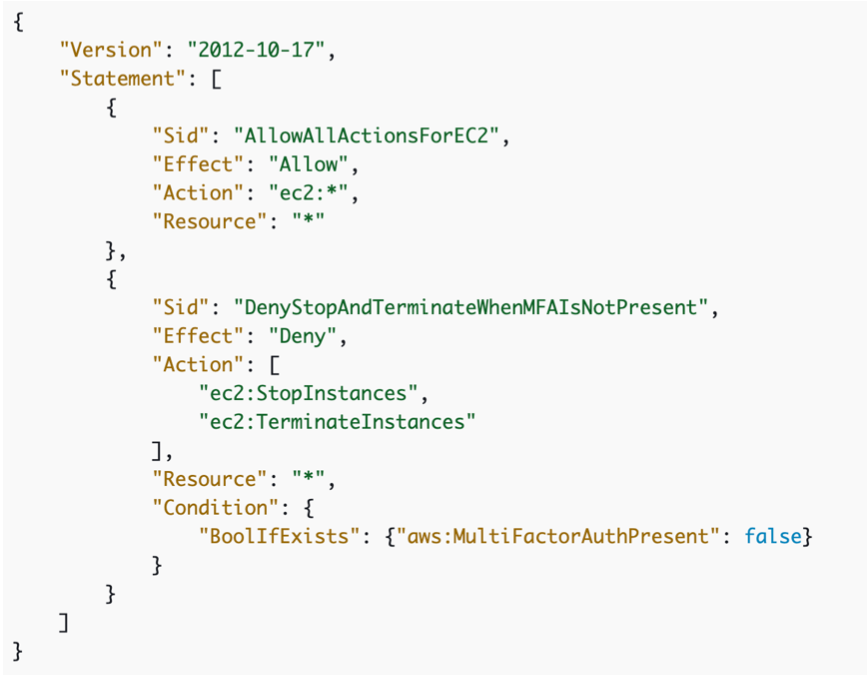 {
    "Version": "2012-10-17",
    "Statement": [
        {
            "Sid": "AllowAllActionsForEC2",
            "Effect": "Allow",
            "Action": "ec2:*",
            "Resource": "*"
        },
        {
            "Sid": "DenyStopAndTerminateWhenMFAIsNotPresent",
            "Effect": "Deny",
            "Action": [
                "ec2:StopInstances",
                "ec2:TerminateInstances"
            ],
            "Resource": "*",
            "Condition": {
                "BoolIfExists": {"aws:MultiFactorAuthPresent": false}
            }
        }
    ]
}